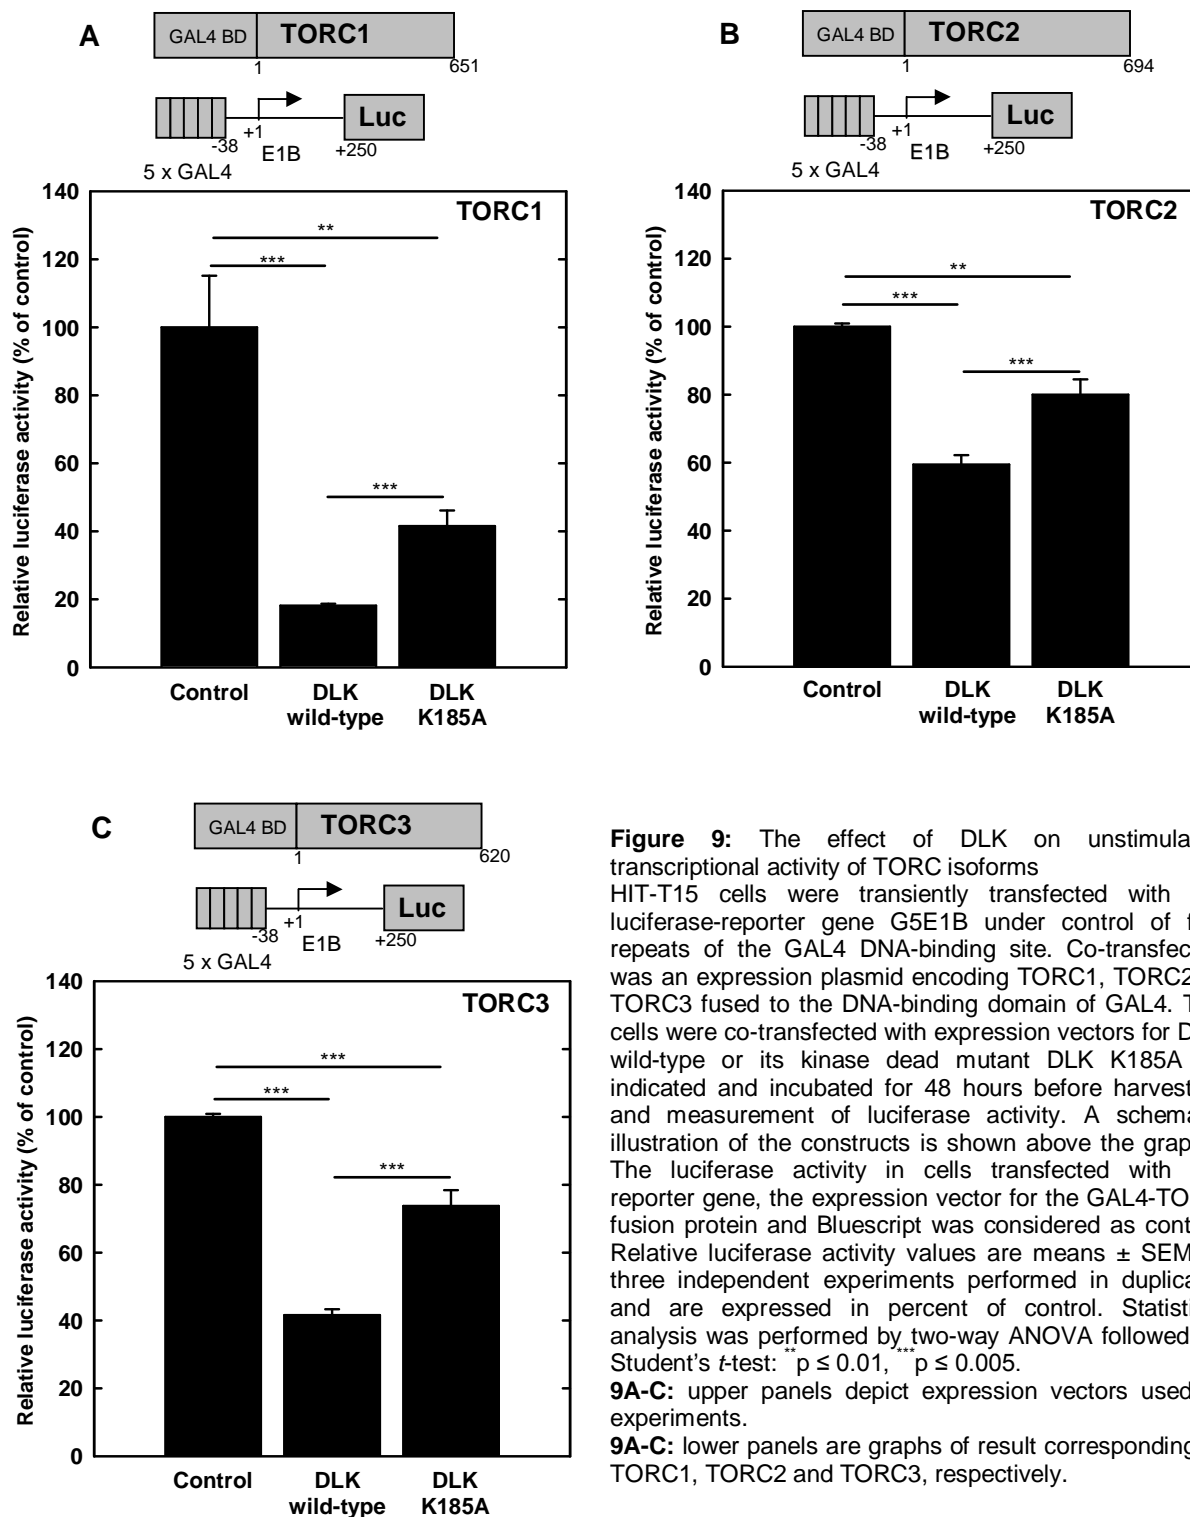 A
GAL4 BD TORC1
1 651
Luc
-38 +1 E1B +250
5 x GAL4
TORC1
Relative luciferase activity (% of control)
140
120
100
80
60
40
20
0
**
***
***
Control DLK wild-type DLK K185A
B
GAL4 BD TORC2
1 694
Luc
-38 +1 E1B +250
5 x GAL4
TORC2
Relative luciferase activity (% of control)
140
120
100
80
60
40
20
0
**
***
***
Control DLK wild-type DLK K185A
C
GAL4 BD TORC3
1 620
Luc
-38 +1 E1B +250
5 x GAL4
TORC3
Relative luciferase activity (% of control)
140
120
100
80
60
40
20
0
***
***
***
Control DLK wild-type DLK K185A
Figure 9: The effect of DLK on unstimula
transcriptional activity of TORC isoforms
HIT-T15 cells were transiently transfected with
luciferase-reporter gene G5E1B under control of f
repeats of the GAL4 DNA-binding site. Co-transfec
was an expression plasmid encoding TORC1, TORC2
TORC3 fused to the DNA-binding domain of GAL4. T
cells were co-transfected with expression vectors for D
wild-type or its kinase dead mutant DLK K185A
indicated and incubated for 48 hours before harvest
and measurement of luciferase activity. A schema
illustration of the constructs is shown above the grap
The luciferase activity in cells transfected with
reporter gene, the expression vector for the GAL4-TO
fusion protein and Bluescript was considered as cont
Relative luciferase activity values are means ± SEM
three independent experiments performed in duplica
and are expressed in percent of control. Statisti
analysis was performed by two-way ANOVA followed
Student's t-test: **p ≤ 0.01, ***p ≤ 0.005.
9A-C: upper panels depict expression vectors used
experiments.
9A-C: lower panels are graphs of result corresponding
TORC1, TORC2 and TORC3, respectively.